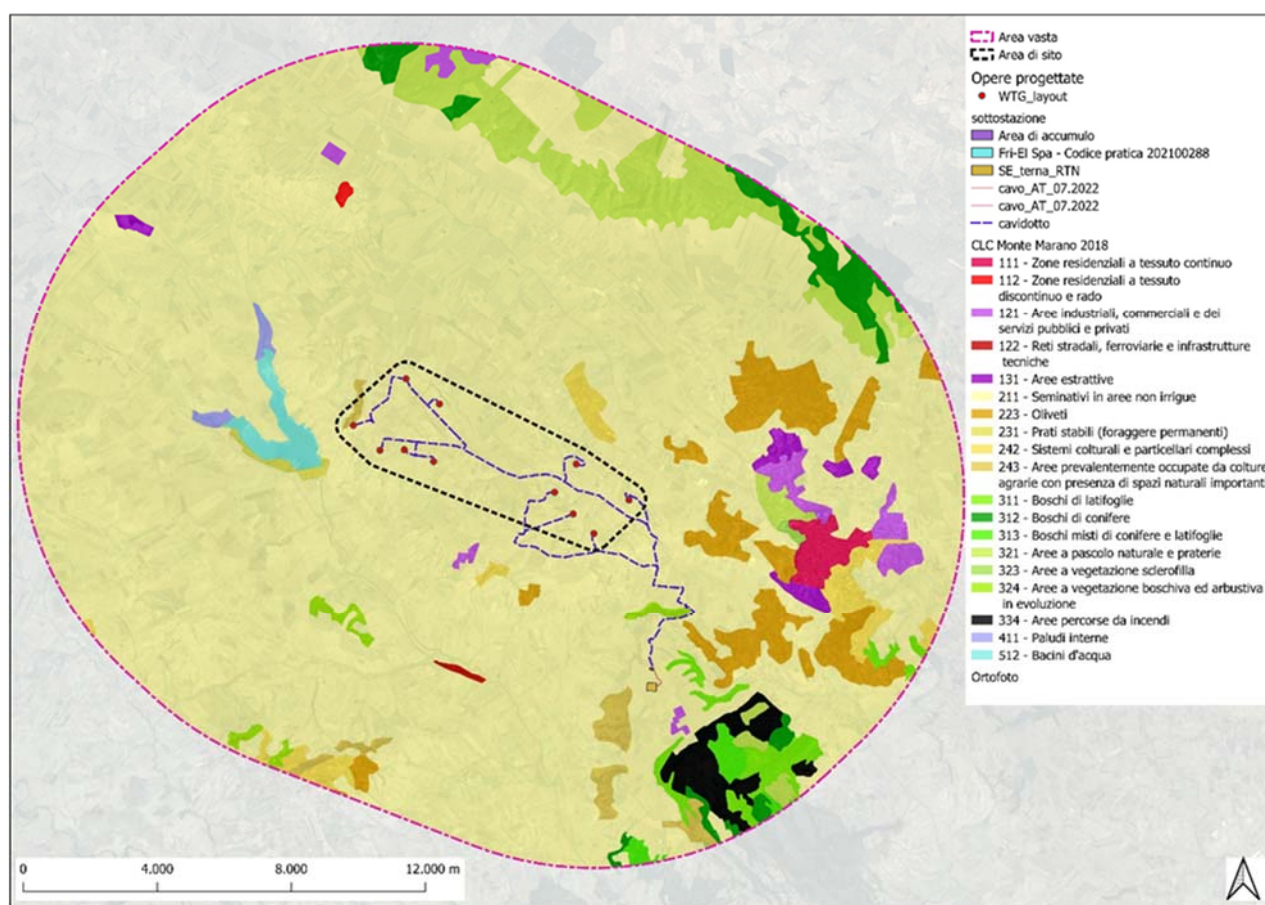 Area vasta
Area di sito
Opere progettate
WTG_layout
sottostazione
Area di accumulo
Fri-El Spa - Codice pratica 202100288
SE_terna_RTN
cavo_AT_07.2022
cavo_AT_07.2022
cavidotto
CLC Monte Marano 2018
111 - Zone residenziali a tessuto continuo
112 - Zone residenziali a tessuto
discontinuo e rado
121 - Aree industriali, commerciali e dei
servizi pubblici e privati
122 - Reti stradali, ferroviarie e infrastrutture
tecniche
131 - Aree estrattive
211 - Seminativi in aree non irrigue
223 - Oliveti
231 - Prati stabili (foraggere permanenti)
242 - Sistemi colturali e particellari complessi
243 - Aree prevalentemente occupate da colture
agrarie con presenza di spazi naturali important
311 - Boschi di latifoglie
312 - Boschi di conifere
313 - Boschi misti di conifere e latifoglie
321 - Aree a pascolo naturale e praterie
323 - Aree a vegetazione sclerofilla
324 - Aree a vegetazione boschiva ed arbustiva
in evoluzione
334 - Aree percorse da incendi
411 - Paludi interne
512 - Bacini d'acqua
Ortofoto
0 4.000 8.000 12.000 m